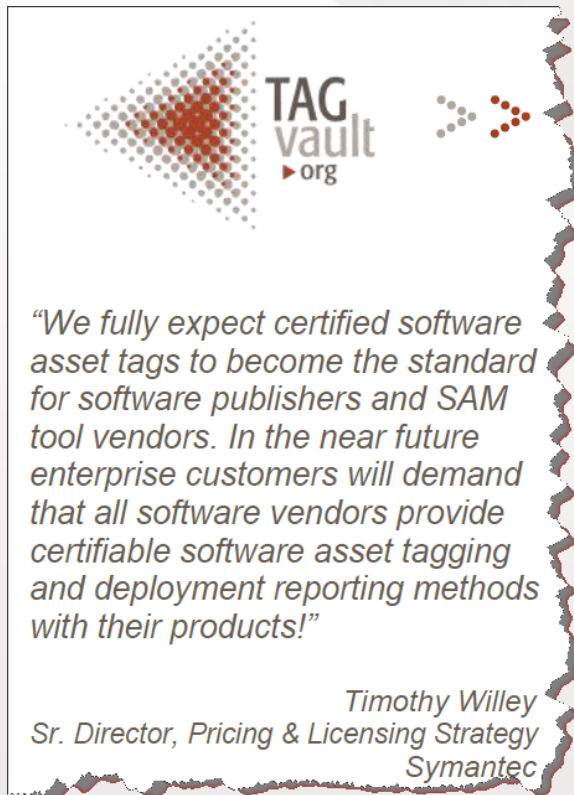 TAG
vault
org
“We fully expect certified software
asset tags to become the standard
for software publishers and SAM
tool vendors. In the near future
enterprise customers will demand
that all software vendors provide
certifiable software asset tagging
and deployment reporting methods
with their products!”
Timothy Willey
Sr. Director, Pricing & Licensing Strategy
Symantec